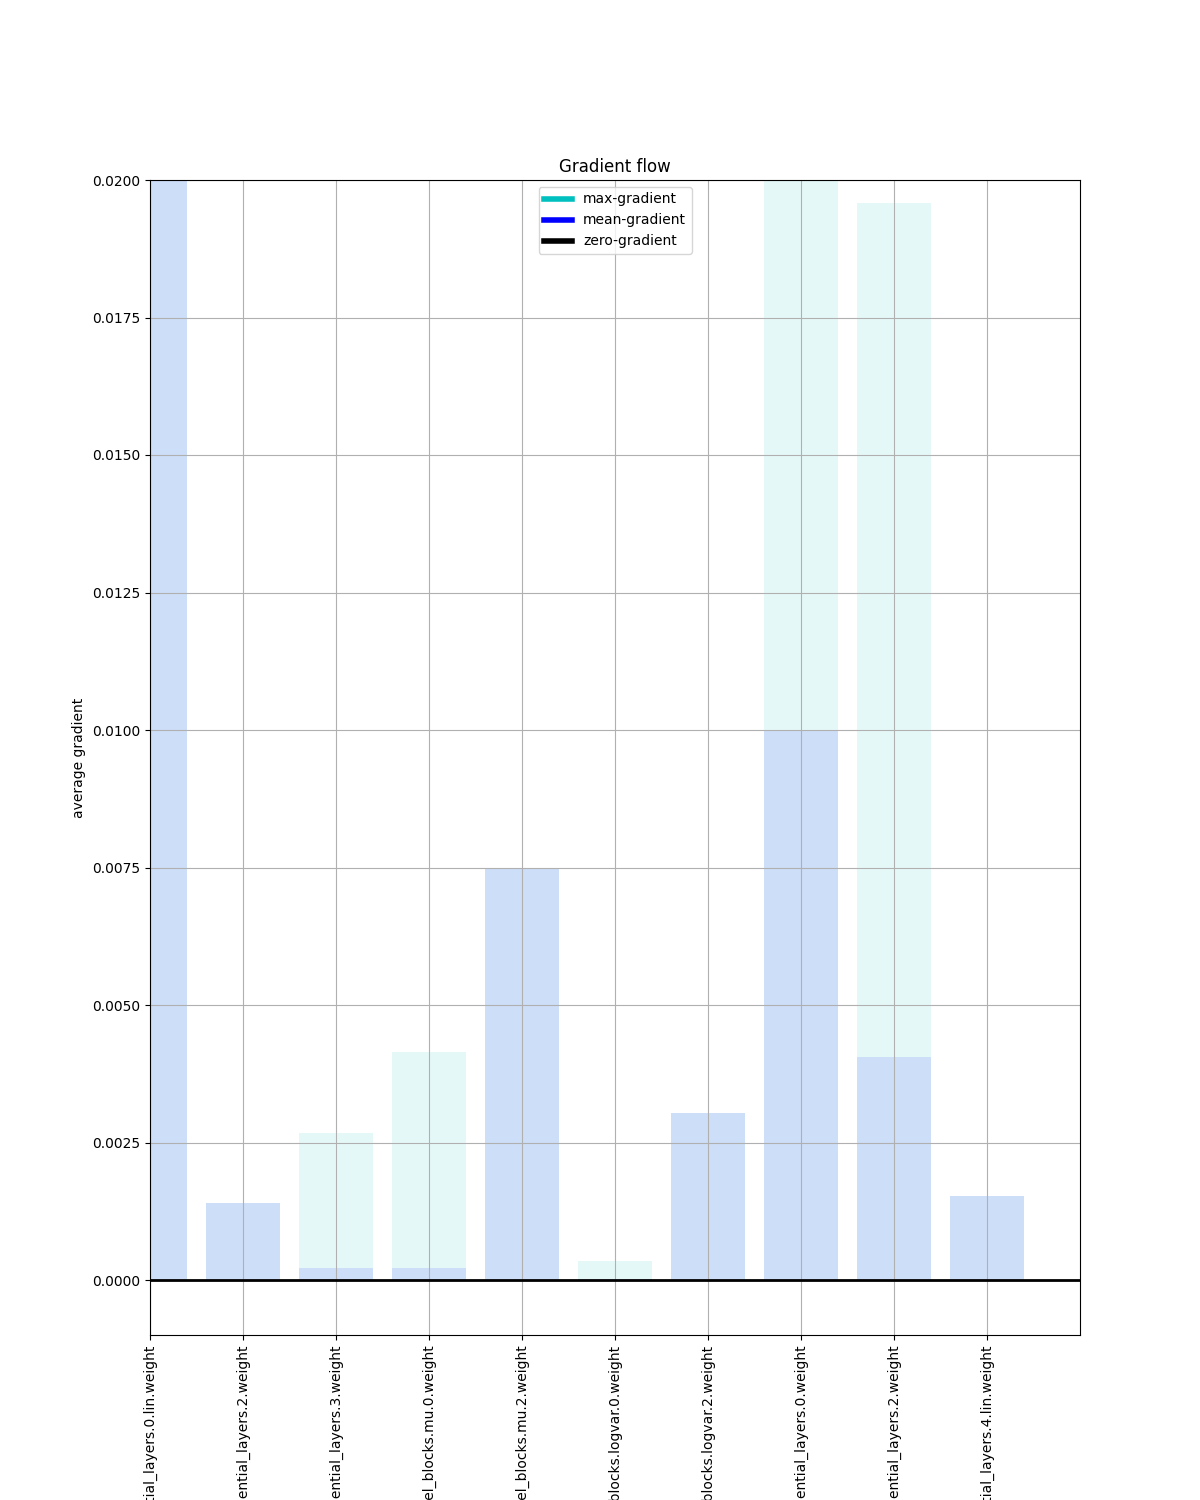 Gradient flow
max-gradient
mean-gradient
zero-gradient
0.0200
0.0175
0.0150
0.0125
0.0100
0.0075
0.0050
0.0025
0.0000
average gradient
tial_layers.0.lin.weight
ential_layers.2.weight
ential_layers.3.weight
el_blocks.mu.0.weight
el_blocks.mu.2.weight
blocks.logvar.0.weight
blocks.logvar.2.weight
ential_layers.0.weight
ential_layers.2.weight
tial_layers.4.lin.weight